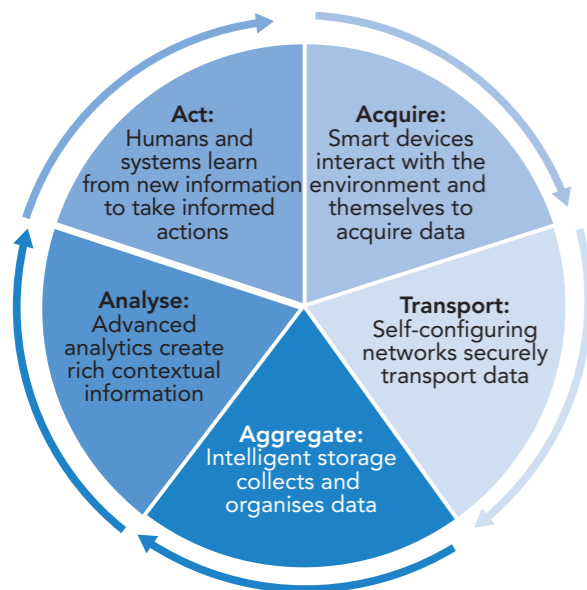 Acquire:
Smart devices
interact with the
environment and
themselves to
acquire data
Transport:
Self-configuring
networks securely
transport data
Aggregate:
Intelligent storage
collects and
organises data
Analyse:
Advanced
analytics create
rich contextual
information
Act:
Humans and
systems learn
from new information
to take informed
actions